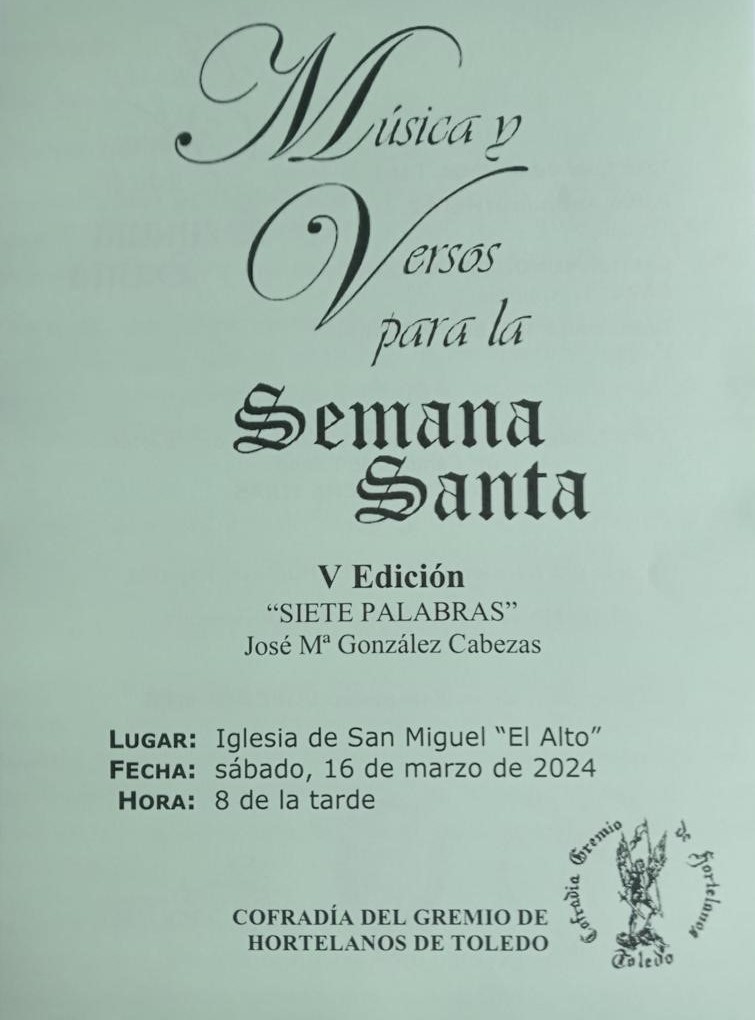 Música y
Versos
para la
Semana
Santa
V Edición
“SIETE PALABRAS”
José Mª González Cabezas
LUGAR: Iglesia de San Miguel “El Alto”
FECHA: sábado, 16 de marzo de 2024
HORA: 8 de la tarde
COFRADÍA DEL GREMIO DE
HORTELANOS DE TOLEDO
Cofradía Gremio de Hortelanos
Toledo